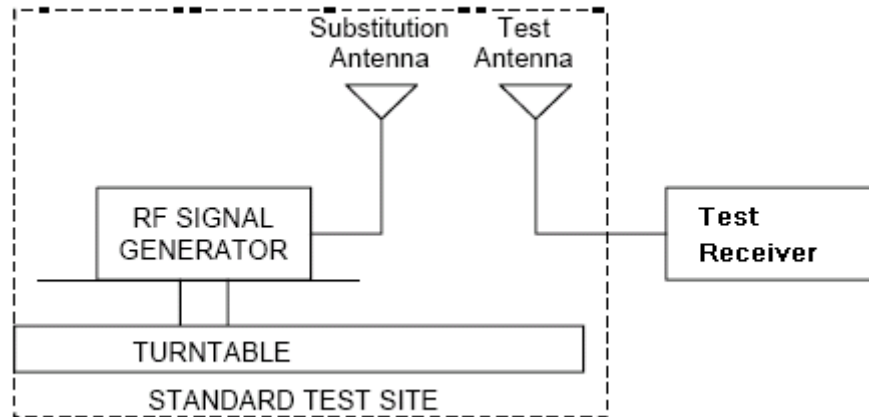 Substitution
Antenna
Test
Antenna
RF SIGNAL
GENERATOR
Test
Receiver
TURNTABLE
STANDARD TEST SITE